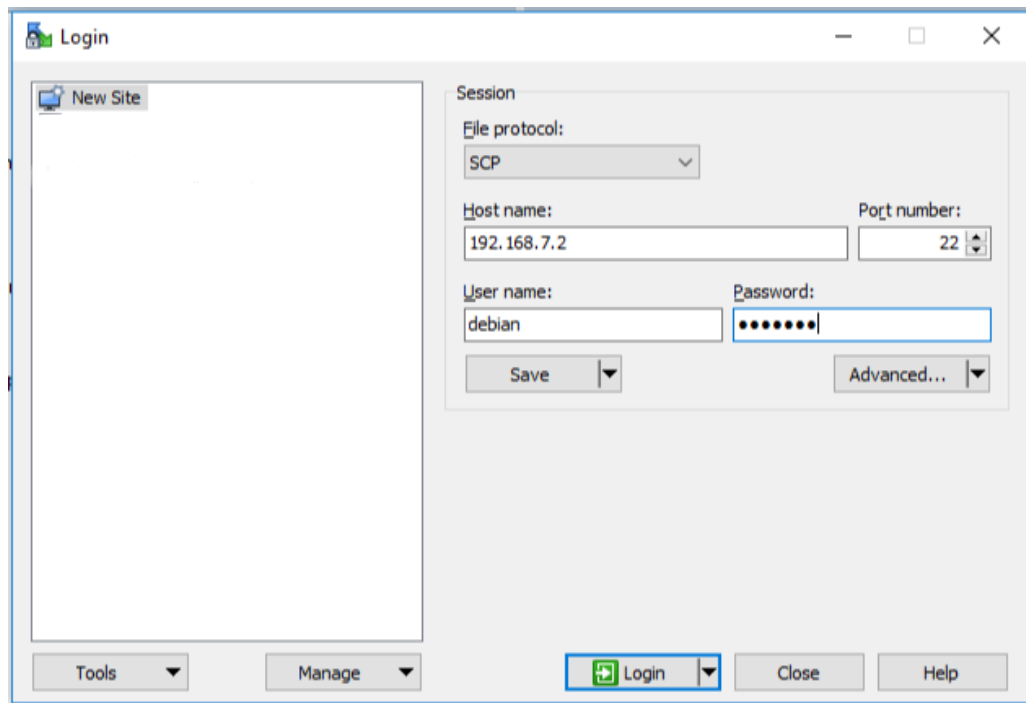 Login
New Site
Session
File protocol:
SCP
Host name:
Port number:
192.168.7.2
22
User name:
Password:
debian
•••••••
Save
Advanced...
Tools
Manage
Login
Close
Help